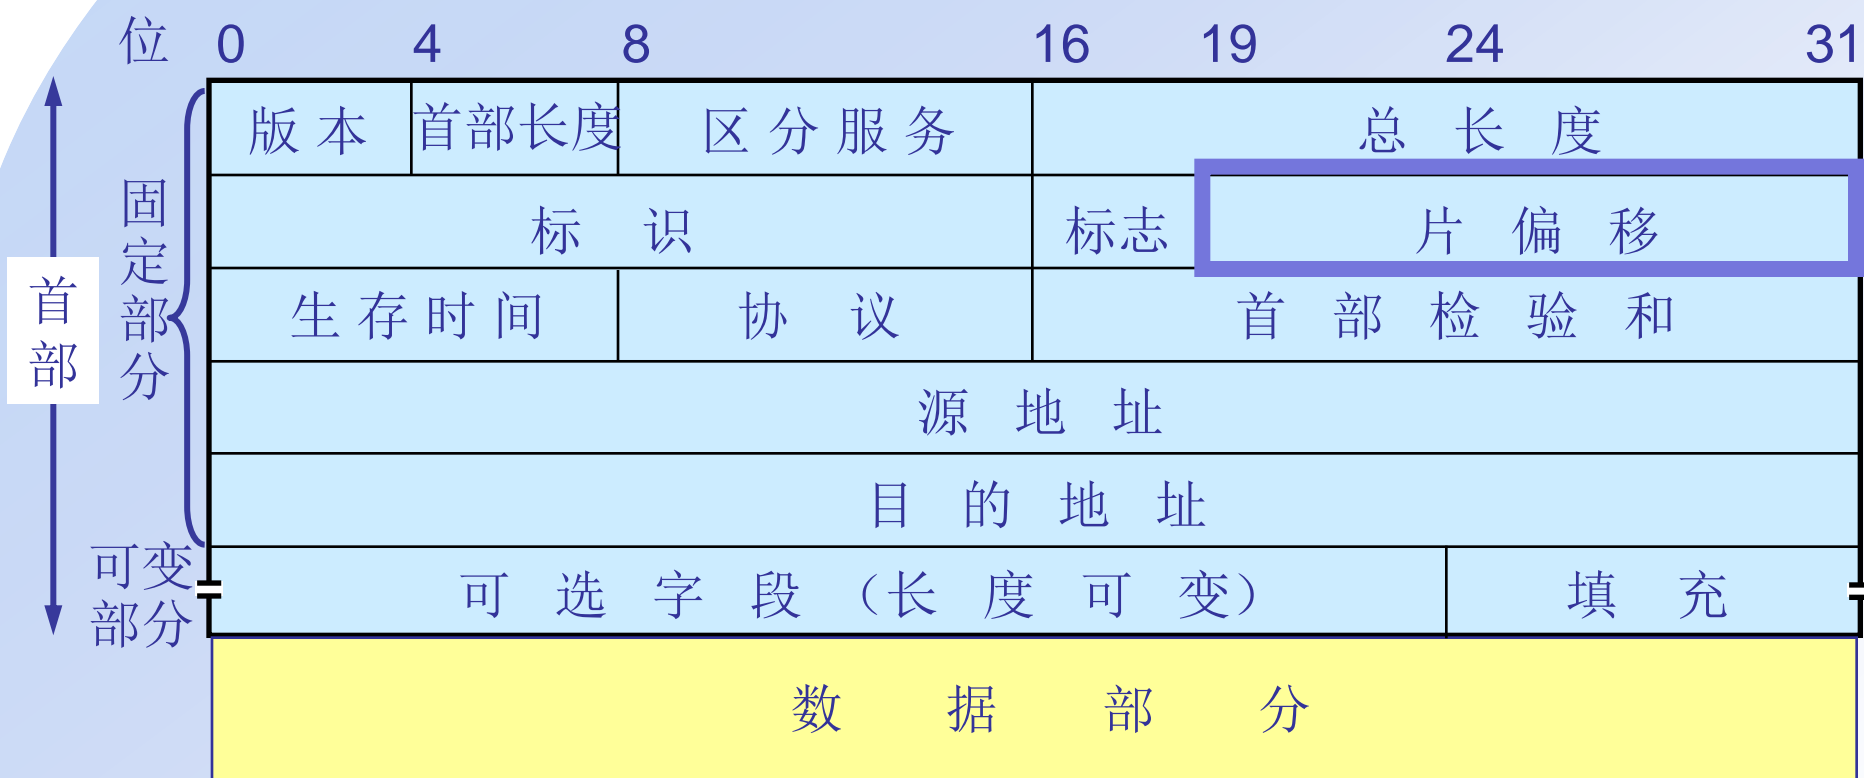 位 0 4 8 16 19 24 31
版本 首部长度 区分服务 总长度
标识 标志 片偏移
生存时间 协议 首部检验和
源地址
目的地址
可选字段（长度可变） 填充
数据部分
首部
固定部分
可变部分